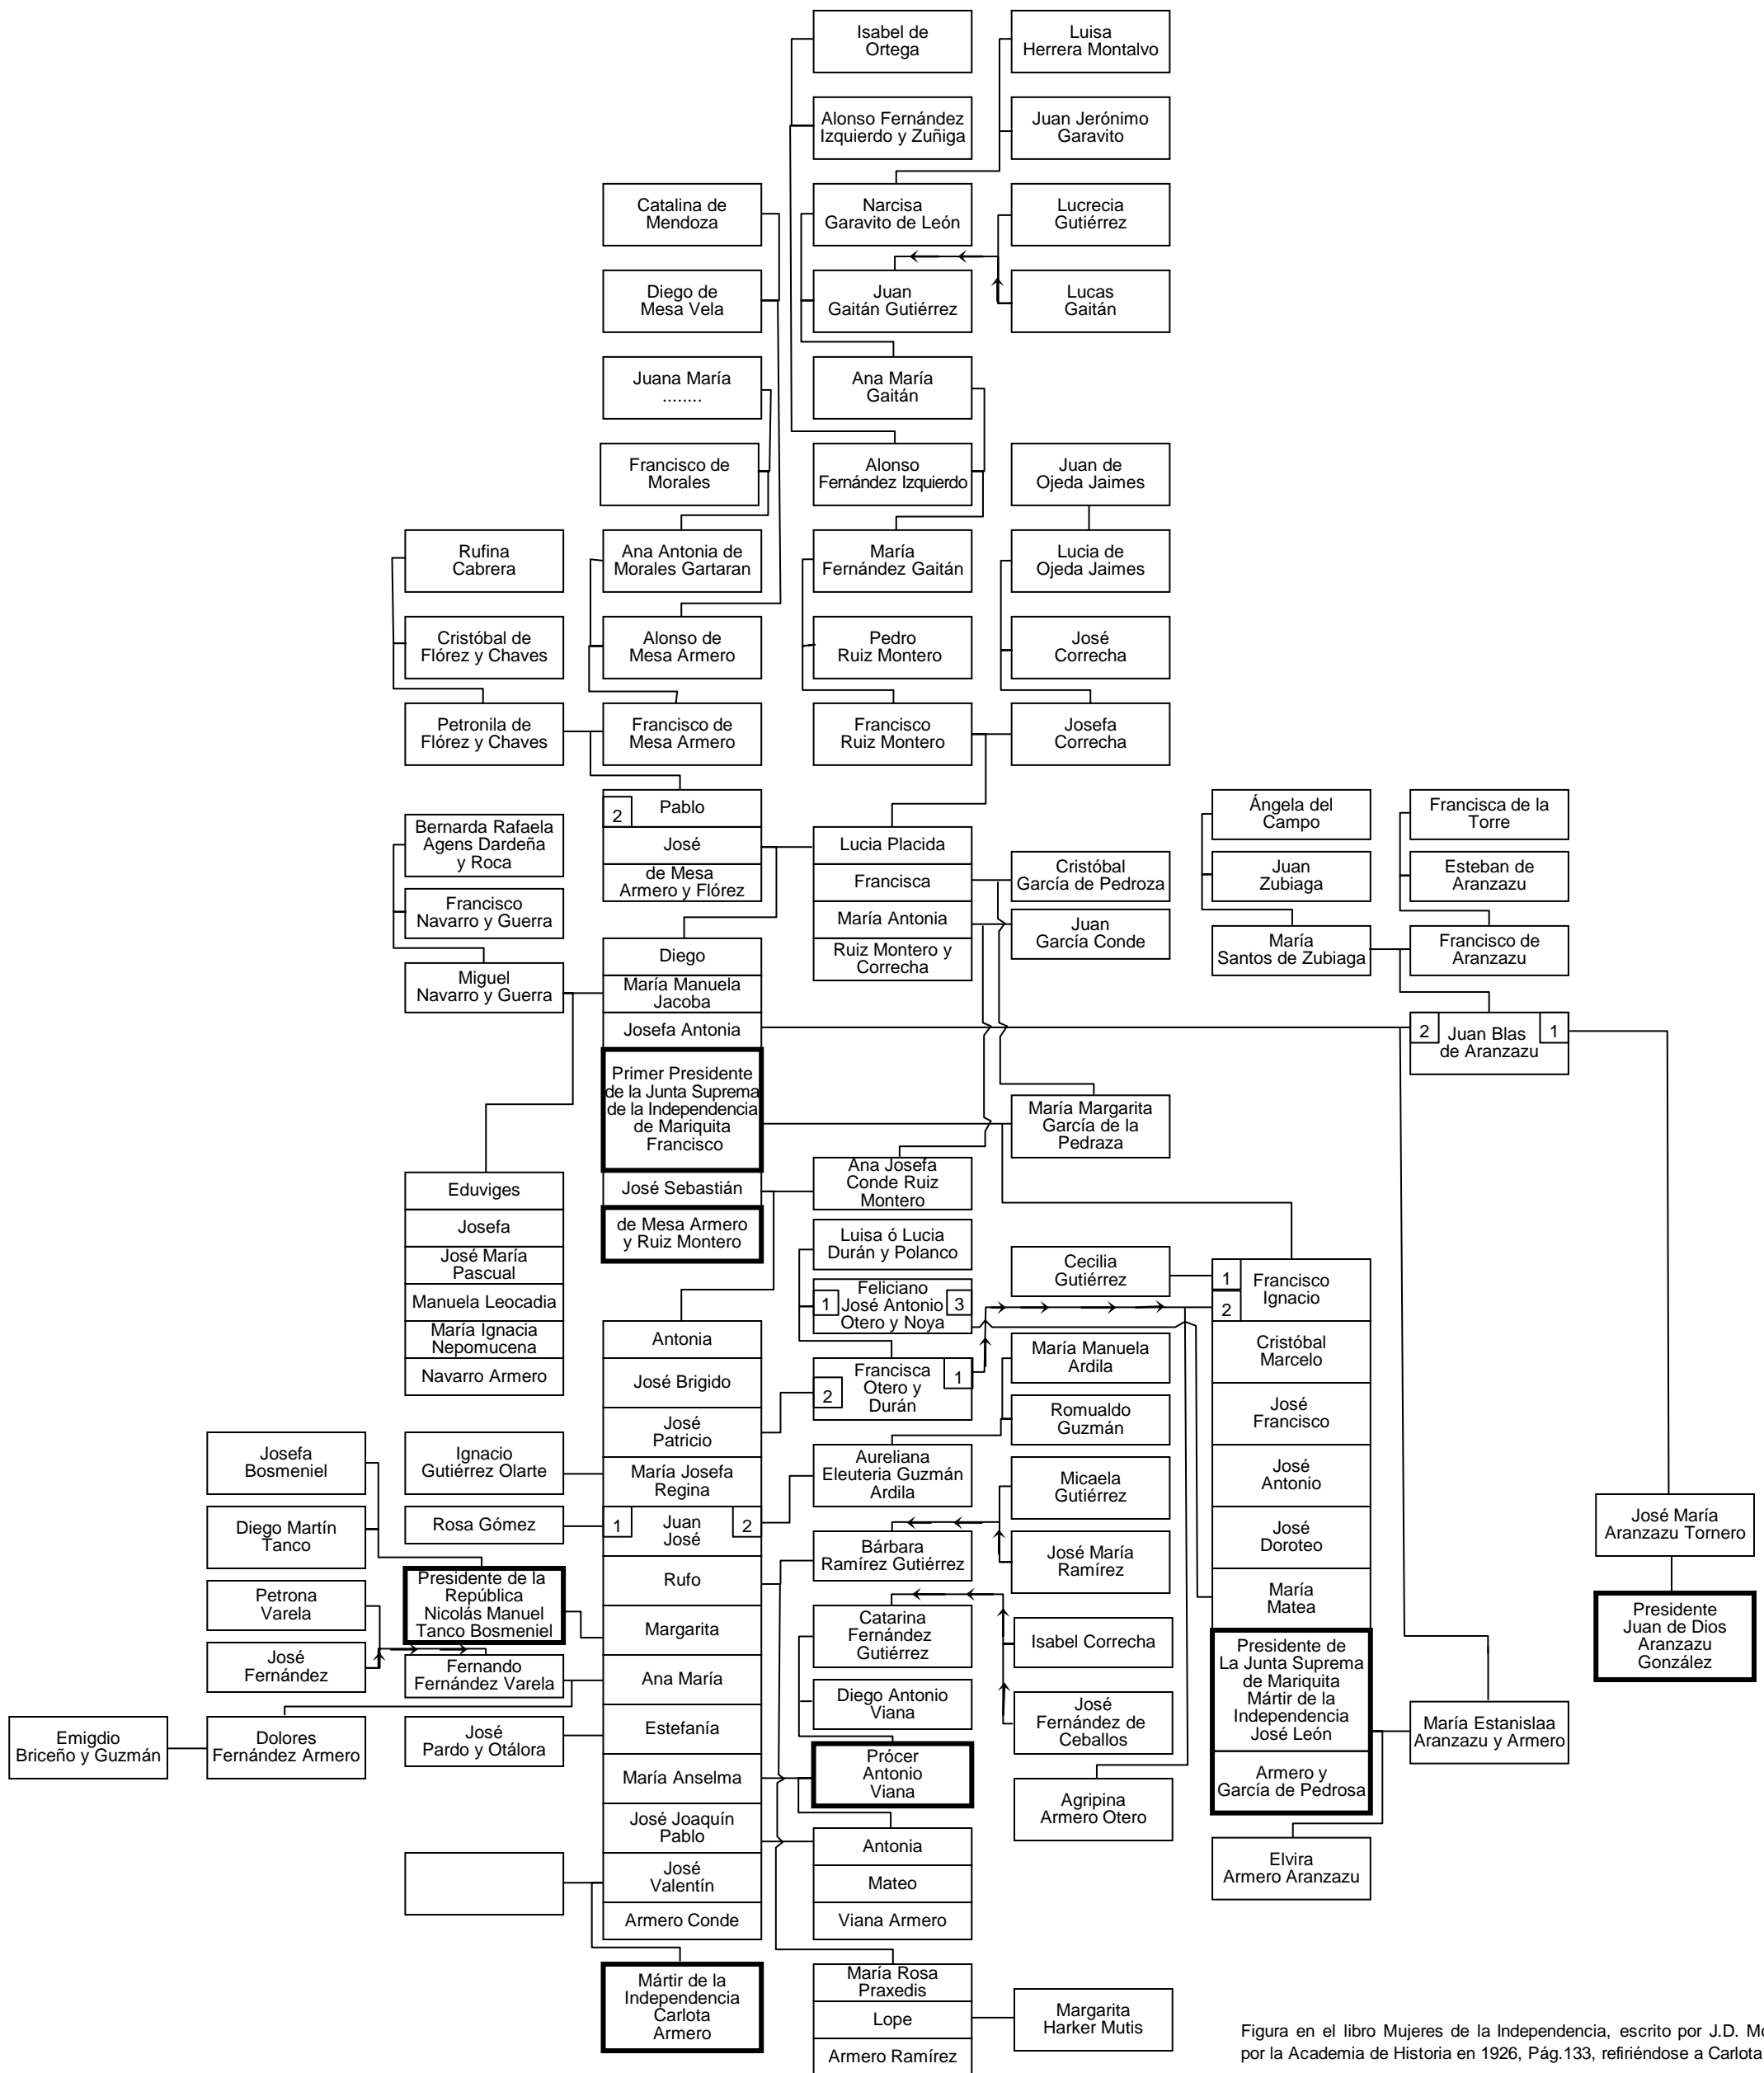 Isabel de
Ortega
Luisa
Herrera Montalvo
Alonso Fernández
Izquierdo y Zuñiga
Juan Jerónimo
Garavito
Catalina de
Mendoza
Narcisa
Garavito de León
Lucrecia
Gutiérrez
Diego de
Mesa Vela
Juan
Gaitán Gutiérrez
Lucas
Gaitán
Juana María
........
Ana María
Gaitán
Francisco de
Morales
Alonso
Fernández Izquierdo
Juan de
Ojeda Jaimes
Rufina
Cabrera
Ana Antonia de
Morales Gartaran
María
Fernández Gaitán
Lucia de
Ojeda Jaimes
Cristóbal de
Flórez y Chaves
Alonso de
Mesa Armero
Pedro
Ruiz Montero
José
Correcha
Petronila de
Flórez y Chaves
Francisco de
Mesa Armero
Francisco
Ruiz Montero
Josefa
Correcha
2
Pablo
José
de Mesa
Armero y Flórez
Bernarda Rafaela
Agens Dardeña
y Roca
Francisco
Navarro y Guerra
Miguel
Navarro y Guerra
Lucia Placida
Francisca
María Antonia
Ruiz Montero y
Correcha
Cristóbal
García de Pedroza
Juan
García Conde
Ángela del
Campo
Francisca de la
Torre
Juan
Zubiaga
Esteban de
Aranzazu
María
Santos de Zubiaga
Francisco de
Aranzazu
2
Juan Blas
de Aranzazu
1
Diego
María Manuela
Jacoba
Josefa Antonia
Primer Presidente
de la Junta Suprema
de la Independencia
de Mariquita
Francisco
José Sebastián
de Mesa Armero
y Ruiz Montero
María Margarita
García de la
Pedraza
Ana Josefa
Conde Ruiz
Montero
Eduviges
Josefa
José María
Pascual
Manuela Leocadia
María Ignacia
Nepomucena
Navarro Armero
Luisa ó Lucia
Durán y Polanco
1
Feliciano
José Antonio
Otero y Noya
3
Francisca
Otero y
Durán
1
2
Cecilia
Gutiérrez
María Manuela
Ardila
Romualdo
Guzmán
Aureliana
Eleuteria Guzmán
Ardila
Micaela
Gutiérrez
Bárbara
Ramírez Gutiérrez
José María
Ramírez
Catarina
Fernández
Gutiérrez
Isabel Correcha
Diego Antonio
Viana
José
Fernández de
Ceballos
Prócer
Antonio
Viana
Agripina
Armero Otero
1
2
Francisco
Ignacio
Cristóbal
Marcelo
José
Francisco
José
Antonio
José
Doroteo
María
Matea
Presidente de
La Junta Suprema
de Mariquita
Mártir de la
Independencia
José León
Armero y
García de Pedrosa
José María
Aranzazu Tornero
Presidente
Juan de Dios
Aranzazu
González
María Estanislaa
Aranzazu y Armero
Elvira
Armero Aranzazu
Antonia
José Brigido
José
Patricio
María Josefa
Regina
1
Juan
José
2
Rufo
Margarita
Ana María
Estefanía
María Anselma
José Joaquín
Pablo
José
Valentín
Armero Conde
Josefa
Bosmeniel
Ignacio
Gutiérrez Olarte
Diego Martín
Tanco
Rosa Gómez
Petrona
Varela
Presidente de la
República
Nicolás Manuel
Tanco Bosmeniel
José
Fernández
Fernando
Fernández Varela
Emigdio
Briceño y Guzmán
Dolores
Fernández Armero
José
Pardo y Otálora
Antonia
Mateo
Viana Armero
Mártir de la
Independencia
Carlota
Armero
María Rosa
Praxedis
Lope
Armero Ramírez
Margarita
Harker Mutis
Figura en el libro Mujeres de la Independencia, escrito por J.D.
por la Academia de Historia en 1926, Pág.133, refiriéndose a Carlota